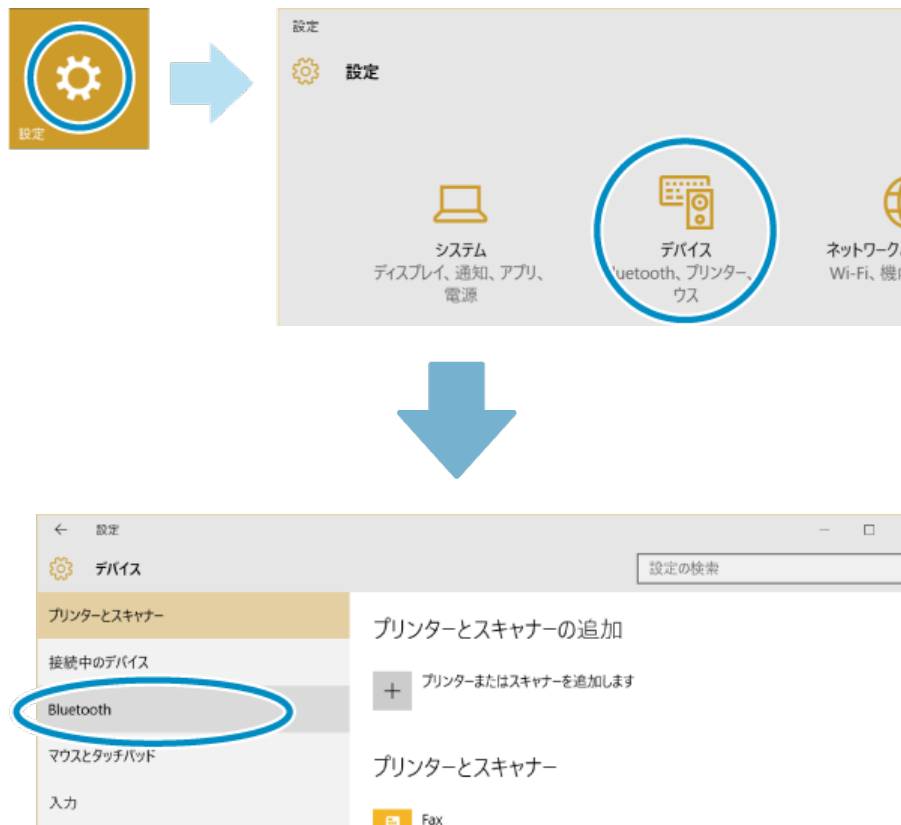 設定
設定
設定
システム
ディスプレイ、通知、アプリ、
電源
デバイス
uetooth、プリンター、
ウス
ネットワーク
Wi-Fi、機
← 設定
デバイス
設定の検索
プリンターとスキャナー
接続中のデバイス
Bluetooth
マウスとタッチパッド
入力
プリンターとスキャナーの追加
プリンターまたはスキャナーを追加します
プリンターとスキャナー
Fax